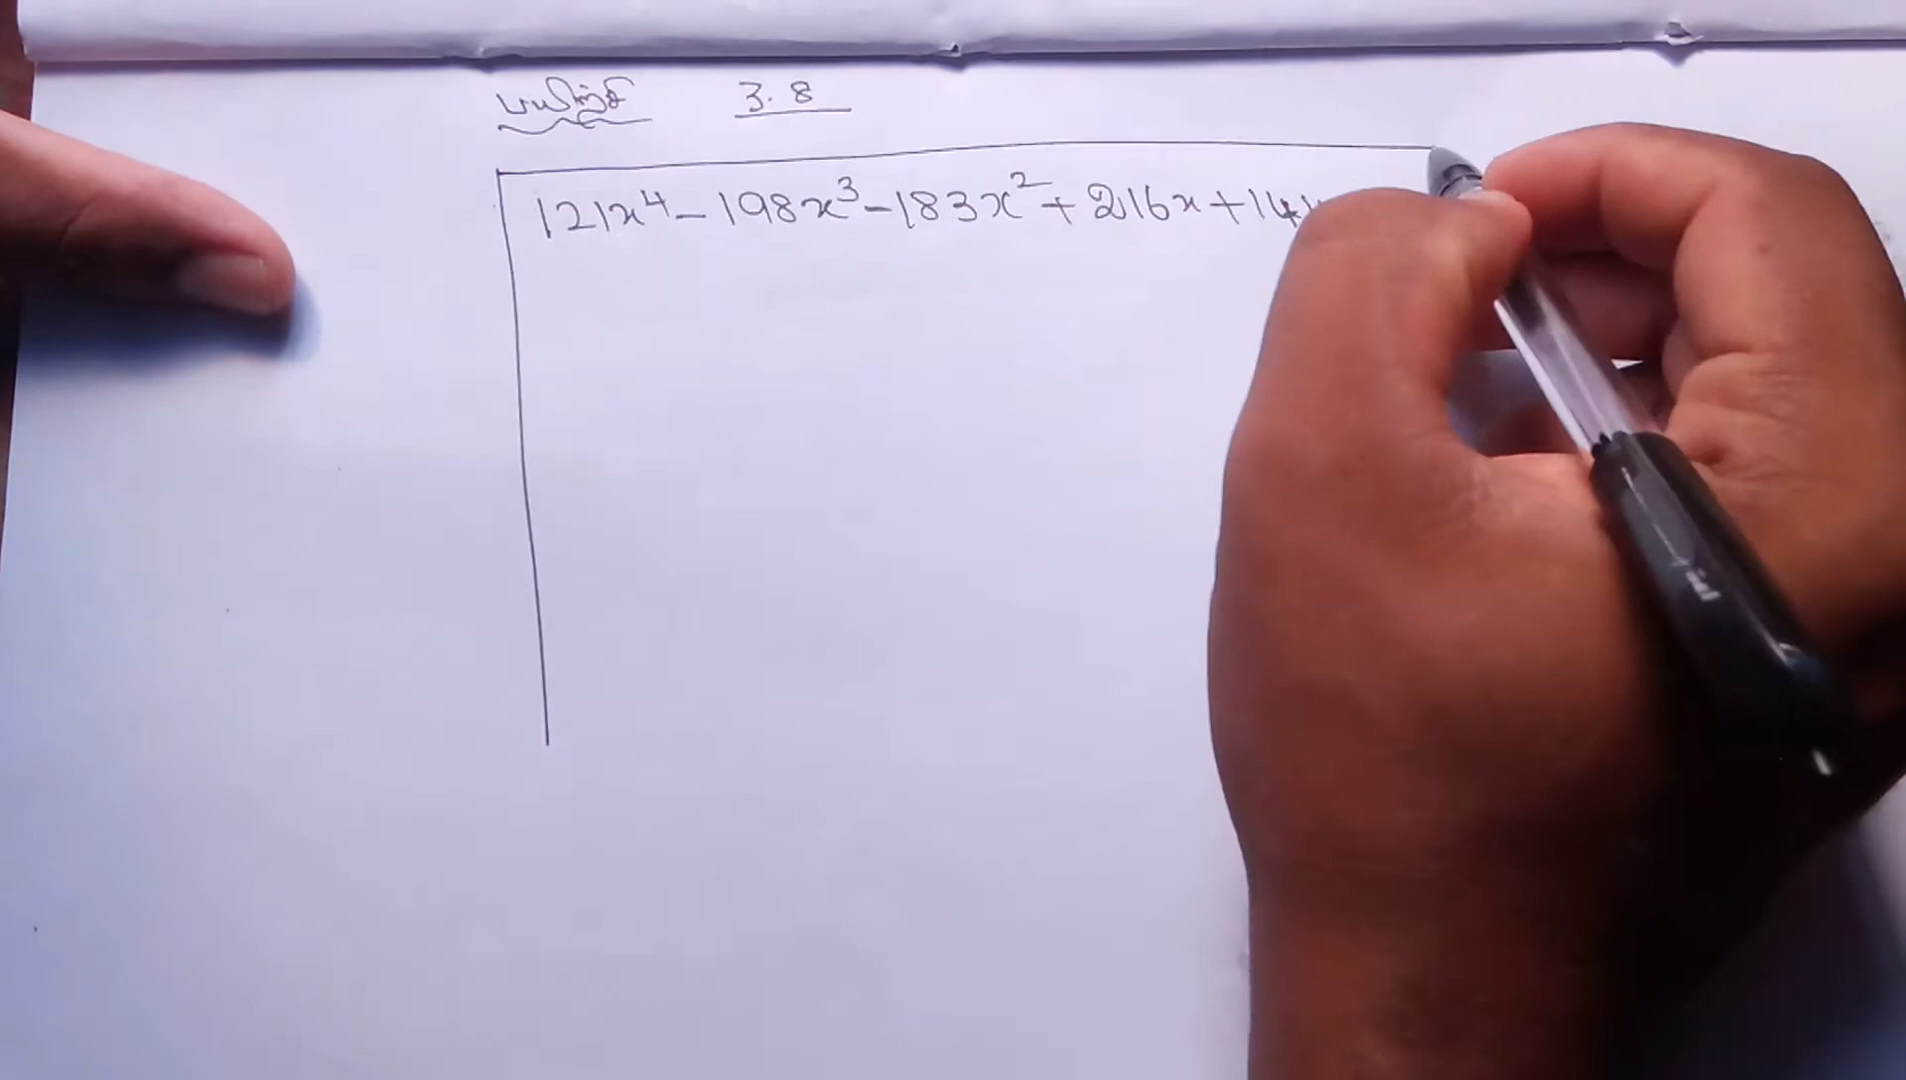 பயிற்சி 3.8
121x⁴ - 198x³ - 183x² + 216x + 14